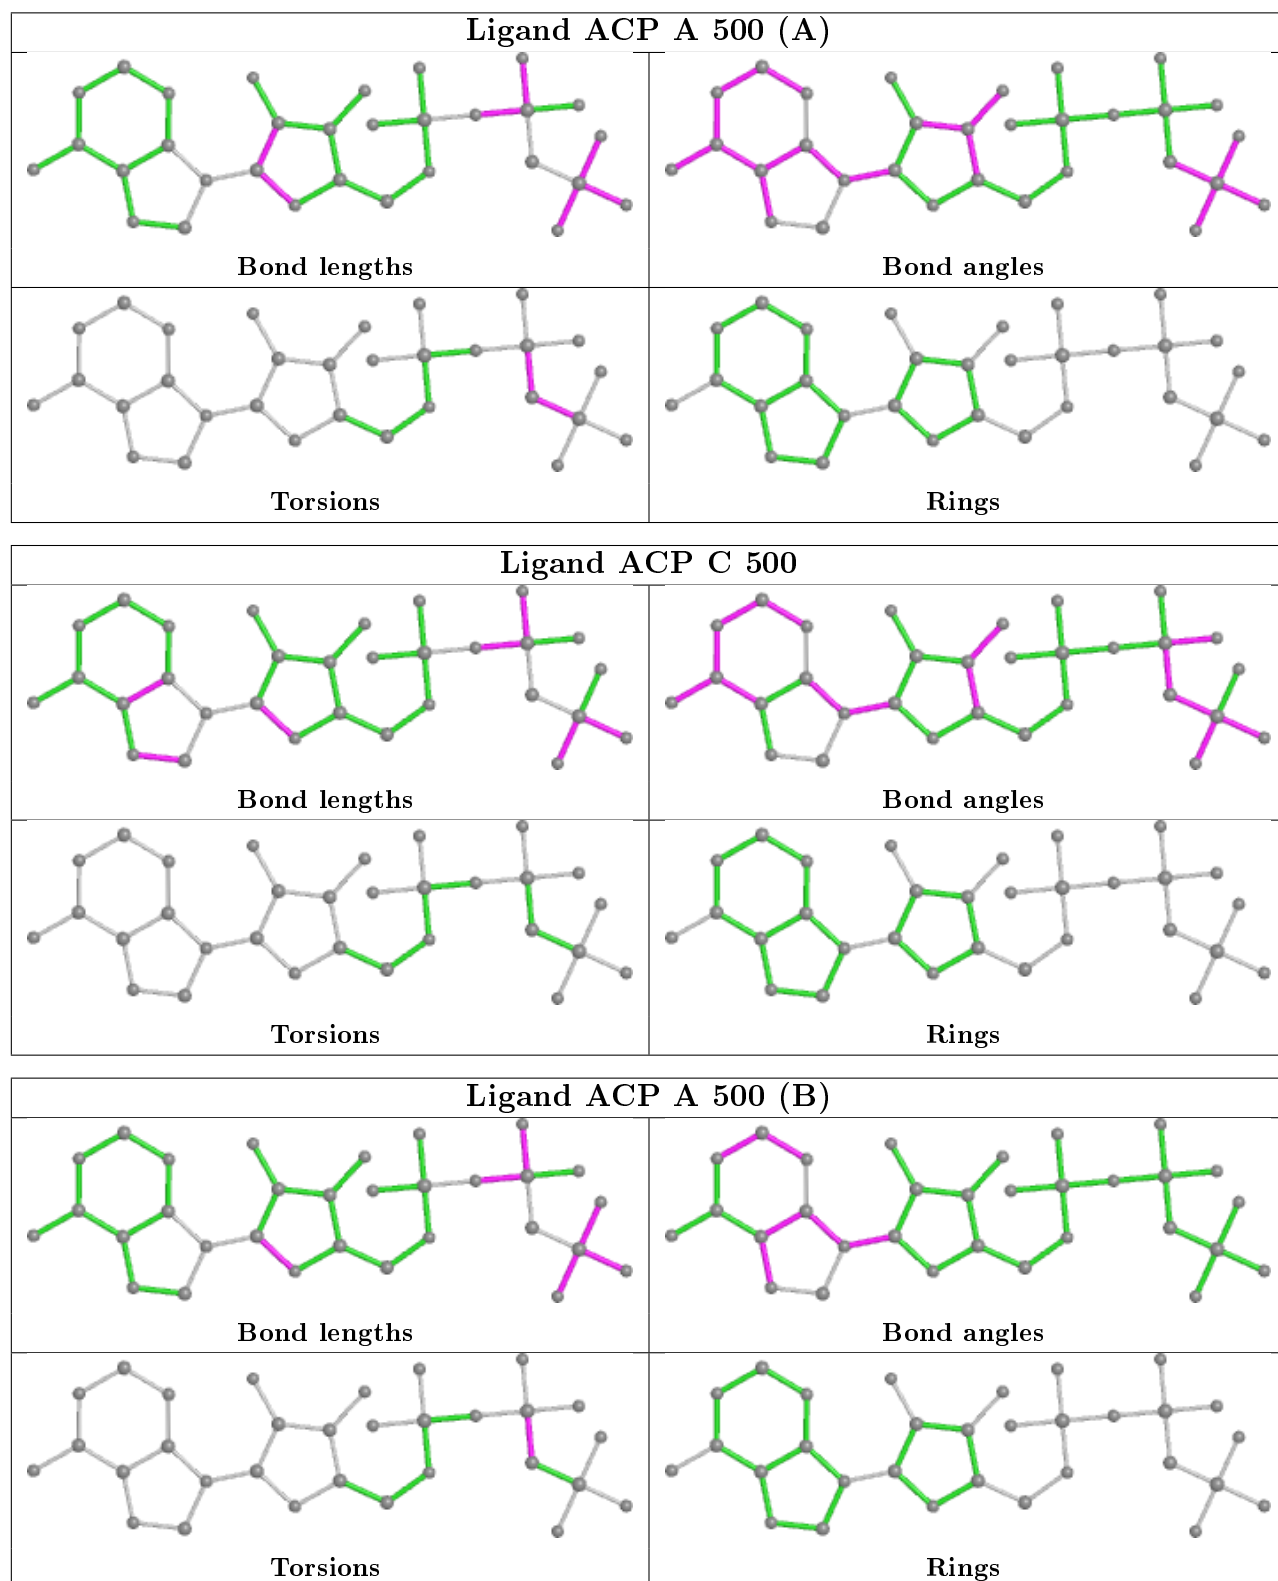 Ligand ACP A 500 (A)
Bond lengths
Bond angles
Torsions
Rings
Ligand ACP C 500
Bond lengths
Bond angles
Torsions
Rings
Ligand ACP A 500 (B)
Bond lengths
Bond angles
Torsions
Rings